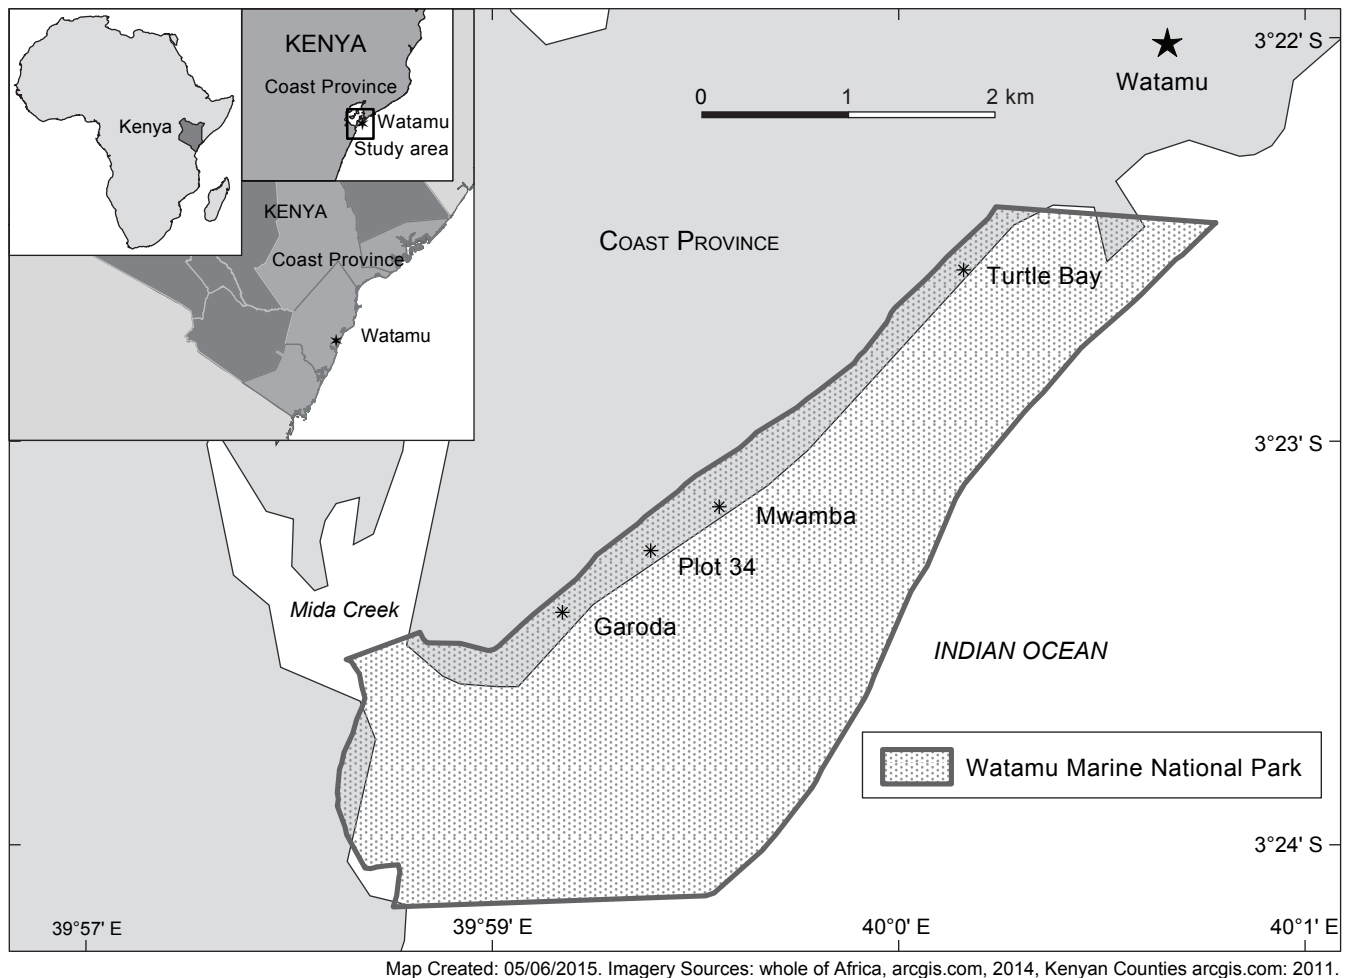 Kenya
KENYA
Coast Province
Watamu
Study area
KENYA
Coast Province
Watamu
0 1 2 km
Watamu
3°22' S
COAST PROVINCE
Turtle Bay
3°23' S
Mwamba
Plot 34
Garoda
Mida Creek
INDIAN OCEAN
Watamu Marine National Park
3°24' S
39°57' E
39°59' E
40°0' E
40°1' E
Map Created: 05/06/2015. Imagery Sources: whole of Africa, arcgis.com, 2014, Kenyan Counties arcgis.com: 2011.